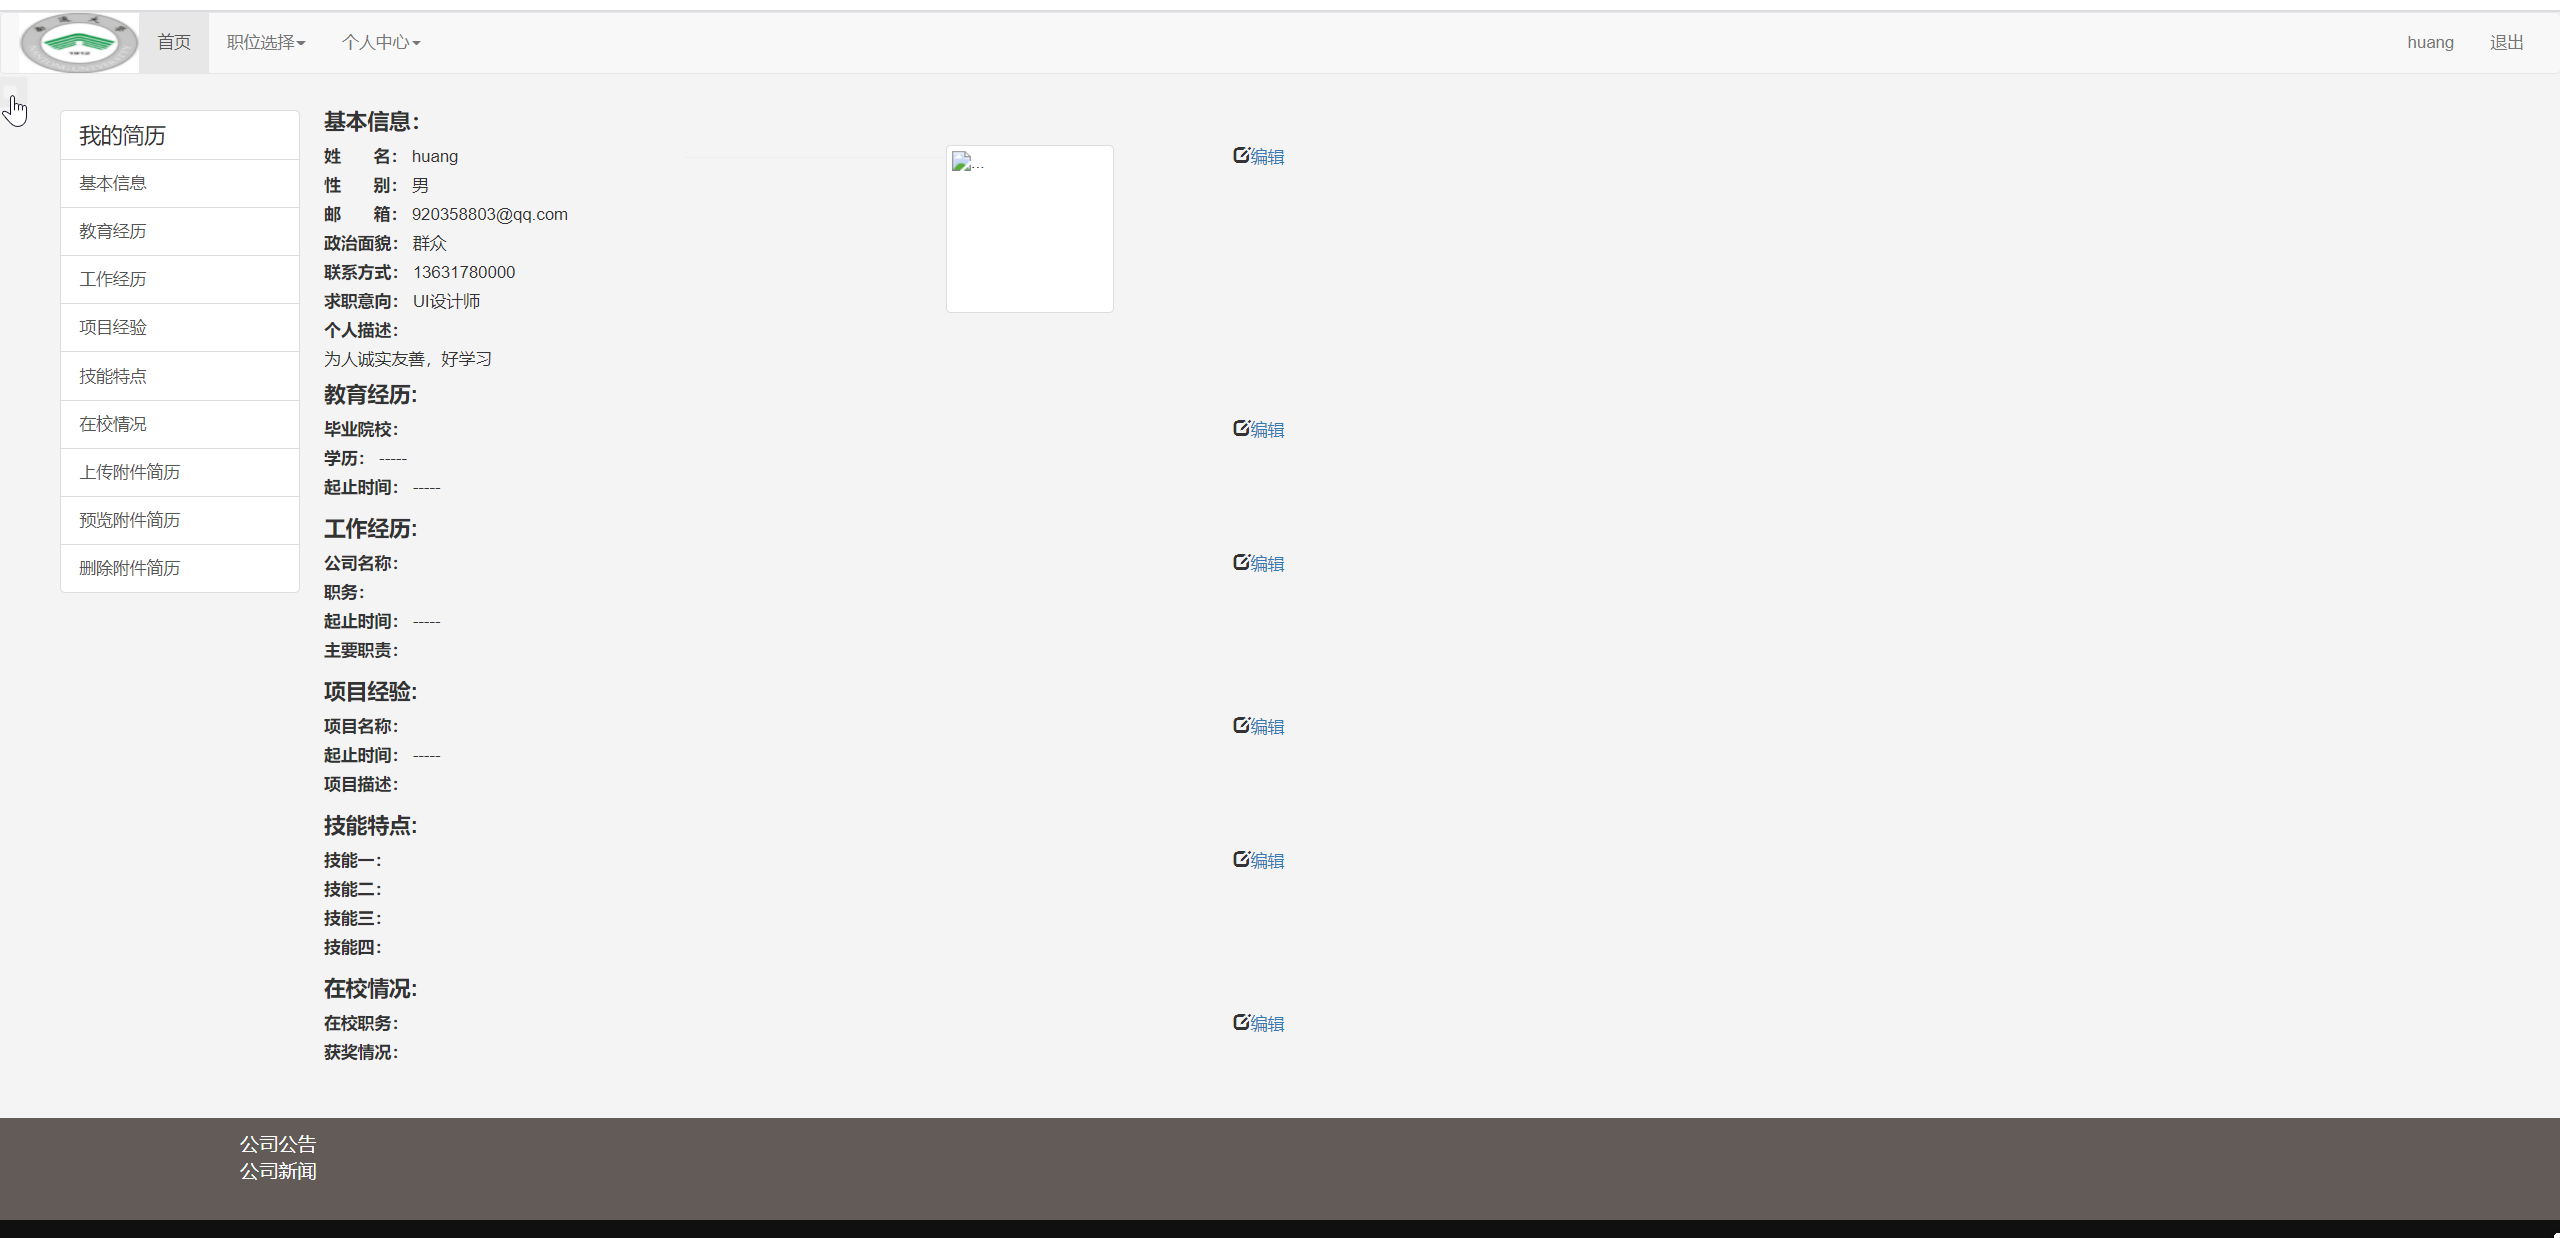 首页 职位选择 个人中心 huang 退出
我的简历
基本信息
教育经历
工作经历
项目经验
技能特点
在校情况
上传附件简历
预览附件简历
删除附件简历
基本信息：
姓 名： huang
...
编辑
性 别： 男
邮 箱： 920358803@qq.com
政治面貌： 群众
联系方式： 13631780000
求职意向： UI设计师
个人描述：
为人诚实友善，好学习
教育经历:
毕业院校：
编辑
学历： -----
起止时间： -----
工作经历:
公司名称：
编辑
职务：
起止时间： -----
主要职责：
项目经验:
项目名称：
编辑
起止时间： -----
项目描述：
技能特点:
技能一：
编辑
技能二：
技能三：
技能四：
在校情况:
在校职务：
编辑
获奖情况：
公司公告
公司新闻